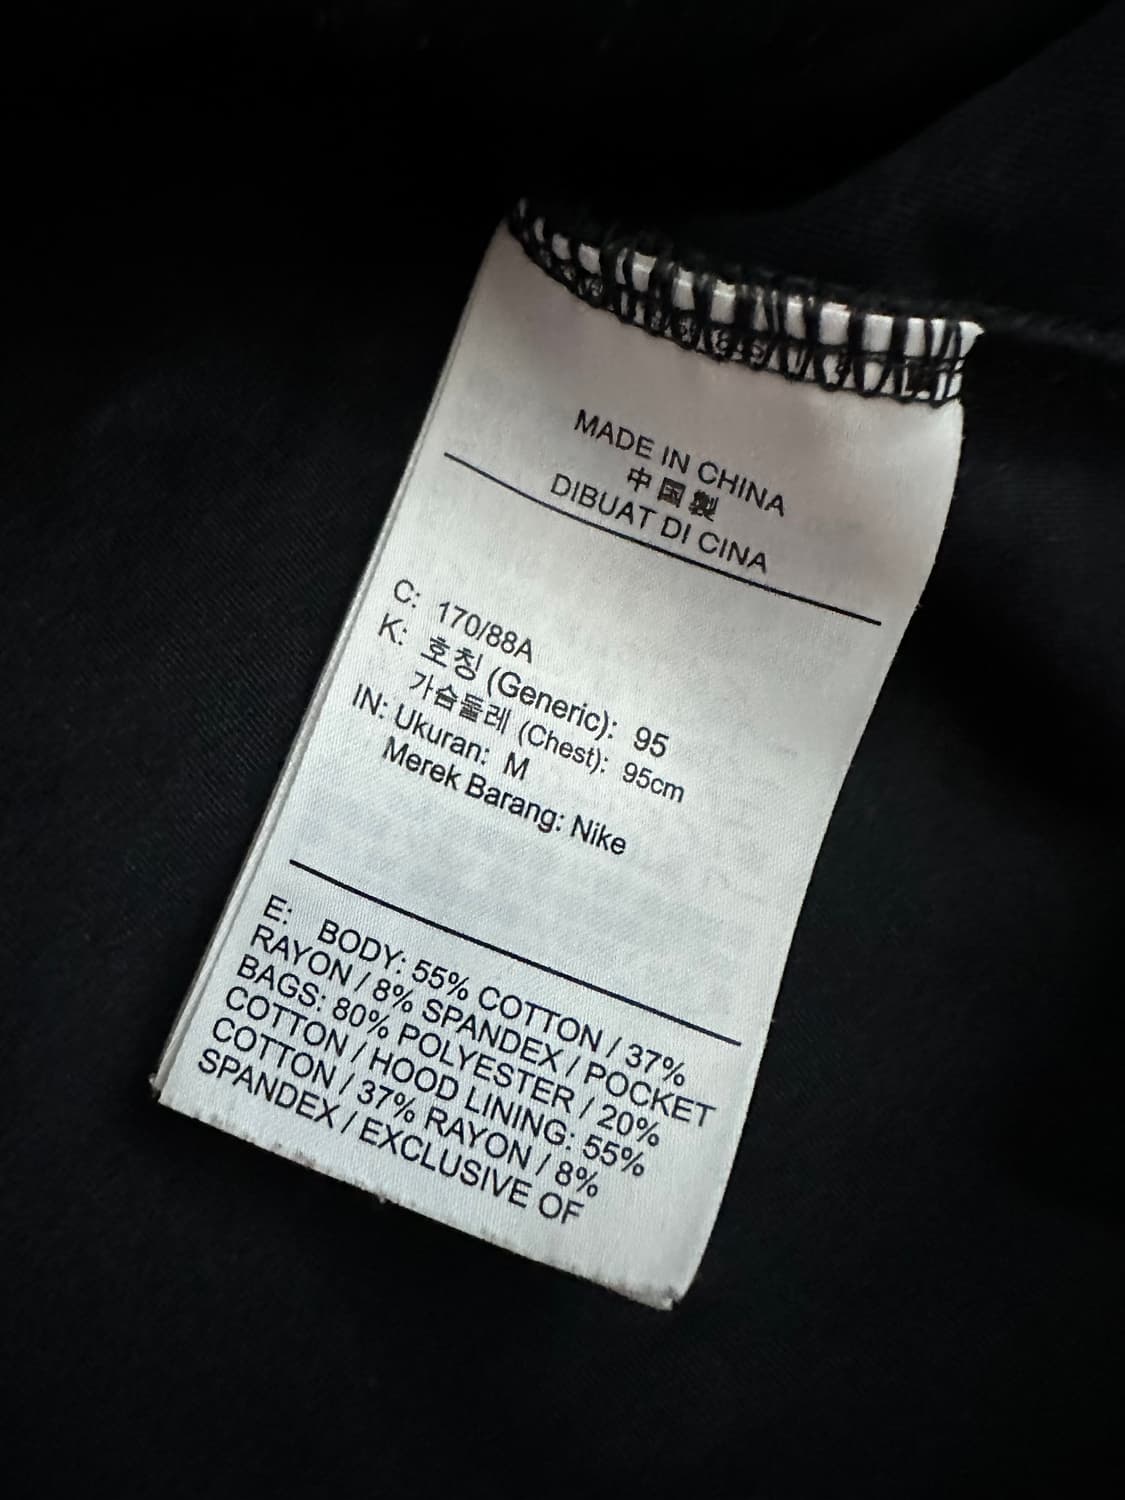 MADE IN CHINA
中国製
DIBUAT DI CINA
C: 170/88A
K: 호칭 (Generic): 95
가슴둘레 (Chest): 95cm
IN: Ukuran: M
Merek Barang: Nike
E: BODY: 55% COTTON / 37%
RAYON / 8% SPANDEX / POCKET
BAGS: 80% POLYESTER / 20%
COTTON / HOOD LINING: 55%
COTTON / 37% RAYON / 8%
SPANDEX / EXCLUSIVE OF